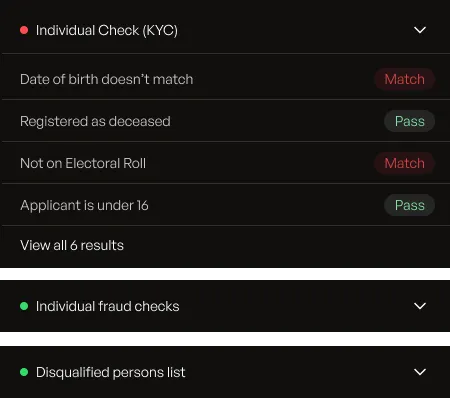 Individual Check (KYC)
Date of birth doesn't match Match
Registered as deceased Pass
Not on Electoral Roll Match
Applicant is under 16 Pass
View all 6 results
Individual fraud checks
Disqualified persons list